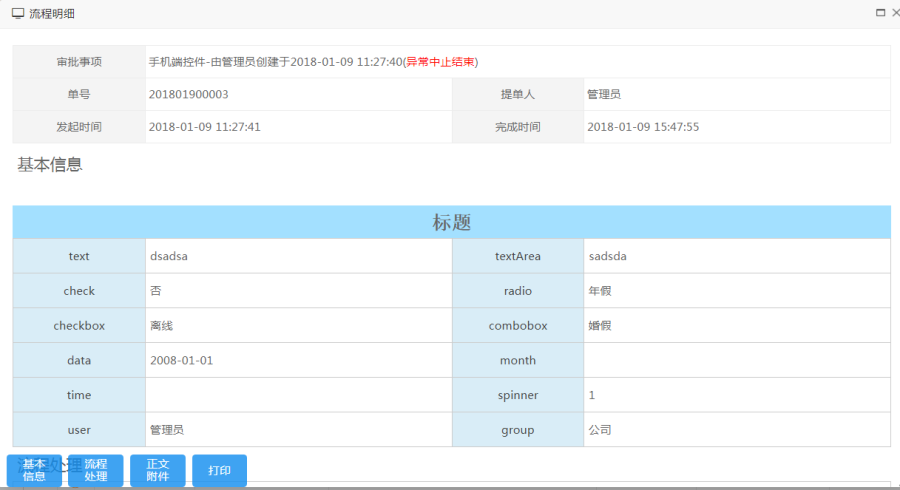 流程明细
审批事项 手机端控件-由管理员创建于2018-01-09 11:27:40(异常中止结束)
单号 201801900003 提单人 管理员
发起时间 2018-01-09 11:27:41 完成时间 2018-01-09 15:47:55
基本信息
标题
text dsadsa textArea sadsda
check 否 radio 年假
checkbox 离线 combobox 婚假
data 2008-01-01 month
time spinner 1
user 管理员 group 公司
流程处理
基本
信息
流程
处理
正文
附件
打印